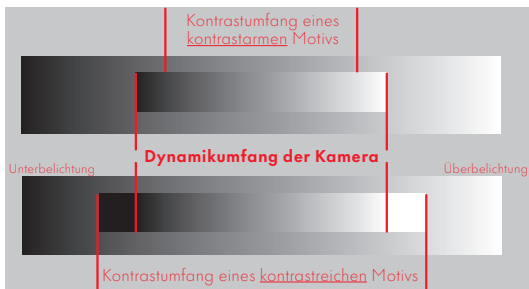 Kontrastumfang eines
kontrastarmen Motivs
Dynamikumfang der Kamera
Unterbelichtung
Überbelichtung
Kontrastumfang eines kontrastreichen Motivs